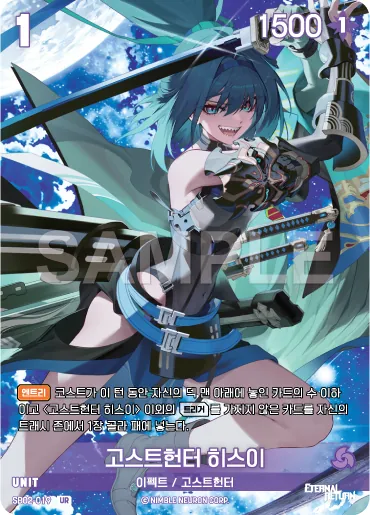 1
1500 1
SAMPLE
엔트리 코스트가 이 턴 동안 자신의 덱 맨 아래에 놓인 카드의 수 이하
이고 <고스트헌터 히스이> 이외의 트리거 를 가지지 않은 카드를 자신의
트래시 존에서 1장 골라 패에 넣는다.
고스트헌터 히스이
UNIT
이펙트 / 고스트헌터
SP02-019 UR
© NIMBLE NEURON CORP.
ETERNAL RETURN